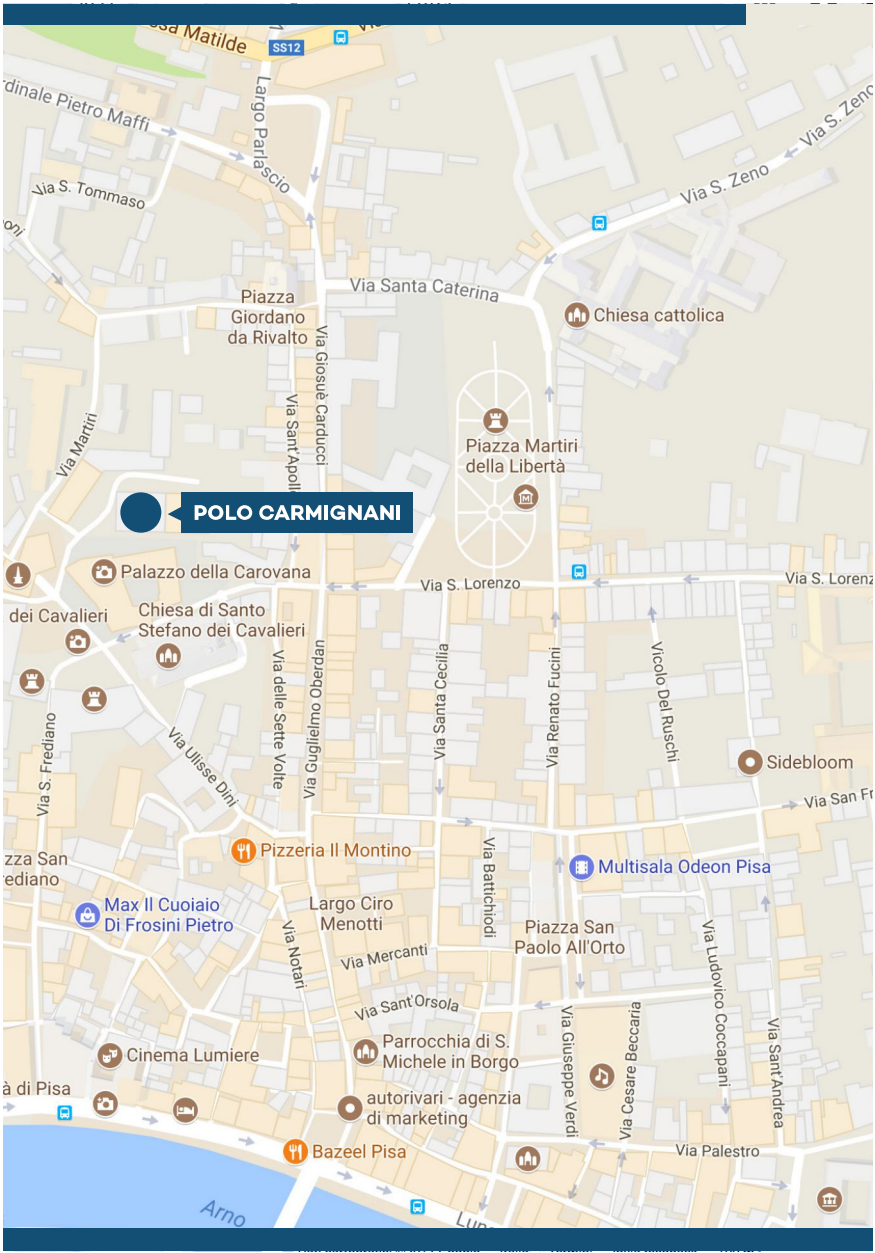 sa Matilde
SS12
Largo Parlascio
dinale Pietro Maffi
Via S. Zeno
Via S. Zeno
Via S. Tommaso
oni
Via Santa Caterina
Piazza
Giordano
da Rivalto
Chiesa cattolica
Via Giosuè Carducci
Via Sant'Apoll
Via Martiri
Piazza Martiri
della Libertà
POLO CARMIGNANI
Palazzo della Carovana
Via S. Lorenzo
Via S. Lorenz
dei Cavalieri
Chiesa di Santo
Stefano dei Cavalieri
Via delle Sette Volte
Via Guglielmo Oberdan
Via Santa Cecilia
Via Renato Fucini
Vicolo Del Ruschi
Via S. Frediano
Via Ulisse Dini
Sidebloom
Via San Fr
Pizzeria Il Montino
Via Battichiodi
Multisala Odeon Pisa
zza San
rediano
Max Il Cuoiaio
Di Frosini Pietro
Largo Ciro
Menotti
Piazza San
Paolo All'Orto
Via Notari
Via Mercanti
Via Ludovico Coccapani
Via Sant'Orsola
Via Giuseppe Verdi
Via Cesare Beccaria
Via Sant'Andrea
Cinema Lumiere
Parrocchia di S.
Michele in Borgo
à di Pisa
autorivari - agenzia
di marketing
Bazeel Pisa
Via Palestro
Arno
Lun